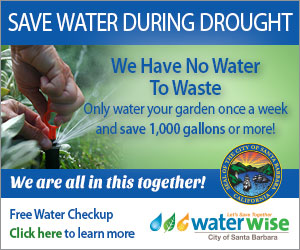 SAVE WATER DURING DROUGHT
We Have No Water
To Waste
Only water your garden once a week
and save 1,000 gallons or more!
SEAL OF THE CITY OF SANTA BARBARA
CALIFORNIA
We are all in this together!
Free Water Checkup
Click here to learn more
Let's Save Together
waterwise
City of Santa Barbara